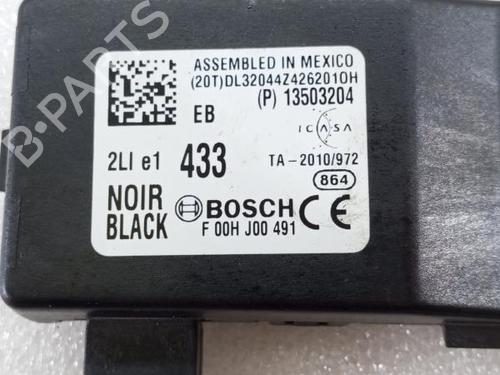 ASSEMBLED IN MEXICO
(20T)DL32044Z426201OH
(P) 13503204
EB
ICASA
2LI e1 433 TA-2010/972
864
NOIR
BLACK
BOSCH CE
F 00H J00 491
B-PARTS